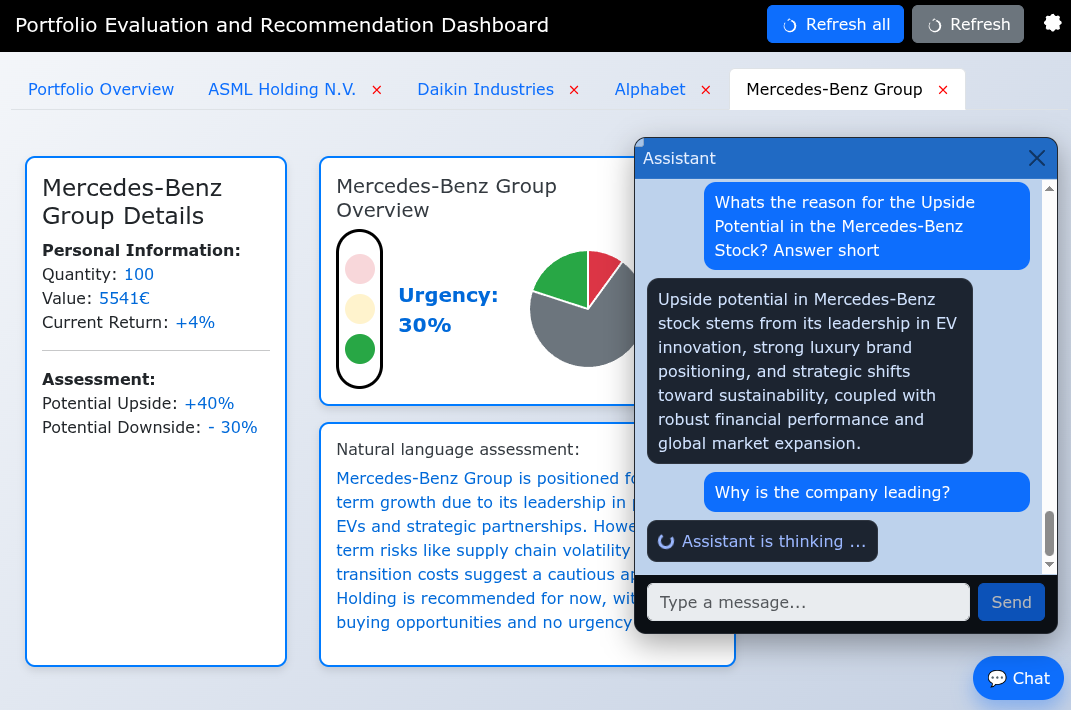 Portfolio Evaluation and Recommendation Dashboard
Refresh all
Refresh
Portfolio Overview
ASML Holding N.V. ×
Daikin Industries ×
Alphabet ×
Mercedes-Benz Group ×
Mercedes-Benz
Group Details
Personal Information:
Quantity: 100
Value: 5541€
Current Return: +4%
Assessment:
Potential Upside: +40%
Potential Downside: - 30%
Mercedes-Benz Group
Overview
Urgency:
30%
Natural language assessment:
Mercedes-Benz Group is positioned
term growth due to its leadership in
EVs and strategic partnerships.
term risks like supply chain volatility
transition costs suggest a cautious
Holding is recommended for now,
buying opportunities and no urgency
Assistant
Whats the reason for the Upside
Potential in the Mercedes-Benz
Stock? Answer short
Upside potential in Mercedes-Benz
stock stems from its leadership in EV
innovation, strong luxury brand
positioning, and strategic shifts
toward sustainability, coupled with
robust financial performance and
global market expansion.
Why is the company leading?
Assistant is thinking ...
Type a message...
Send
💬 Chat